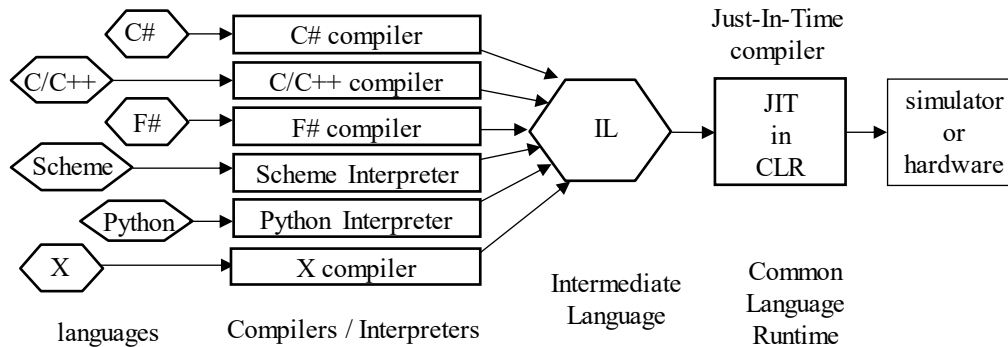 C#
C# compiler
C/C++
C/C++ compiler
F#
F# compiler
Scheme
Scheme Interpreter
Python
Python Interpreter
X
X compiler
IL
Just-In-Time
compiler
JIT
in
CLR
simulator
or
hardware
languages
Compilers / Interpreters
Intermediate
Language
Common
Language
Runtime